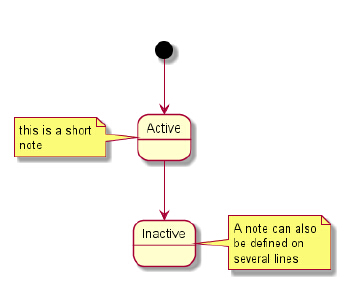 this is a short
note
Active
Inactive
A note can also
be defined on
several lines